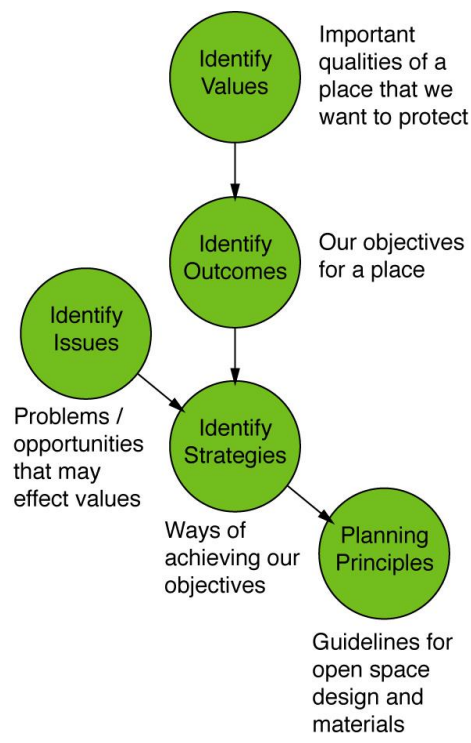 Identify
Values
Important
qualities of a
place that we
want to protect
Identify
Outcomes
Our objectives
for a place
Identify
Issues
Problems /
opportunities
that may
effect values
Identify
Strategies
Ways of
achieving our
objectives
Planning
Principles
Guidelines for
open space
design and
materials